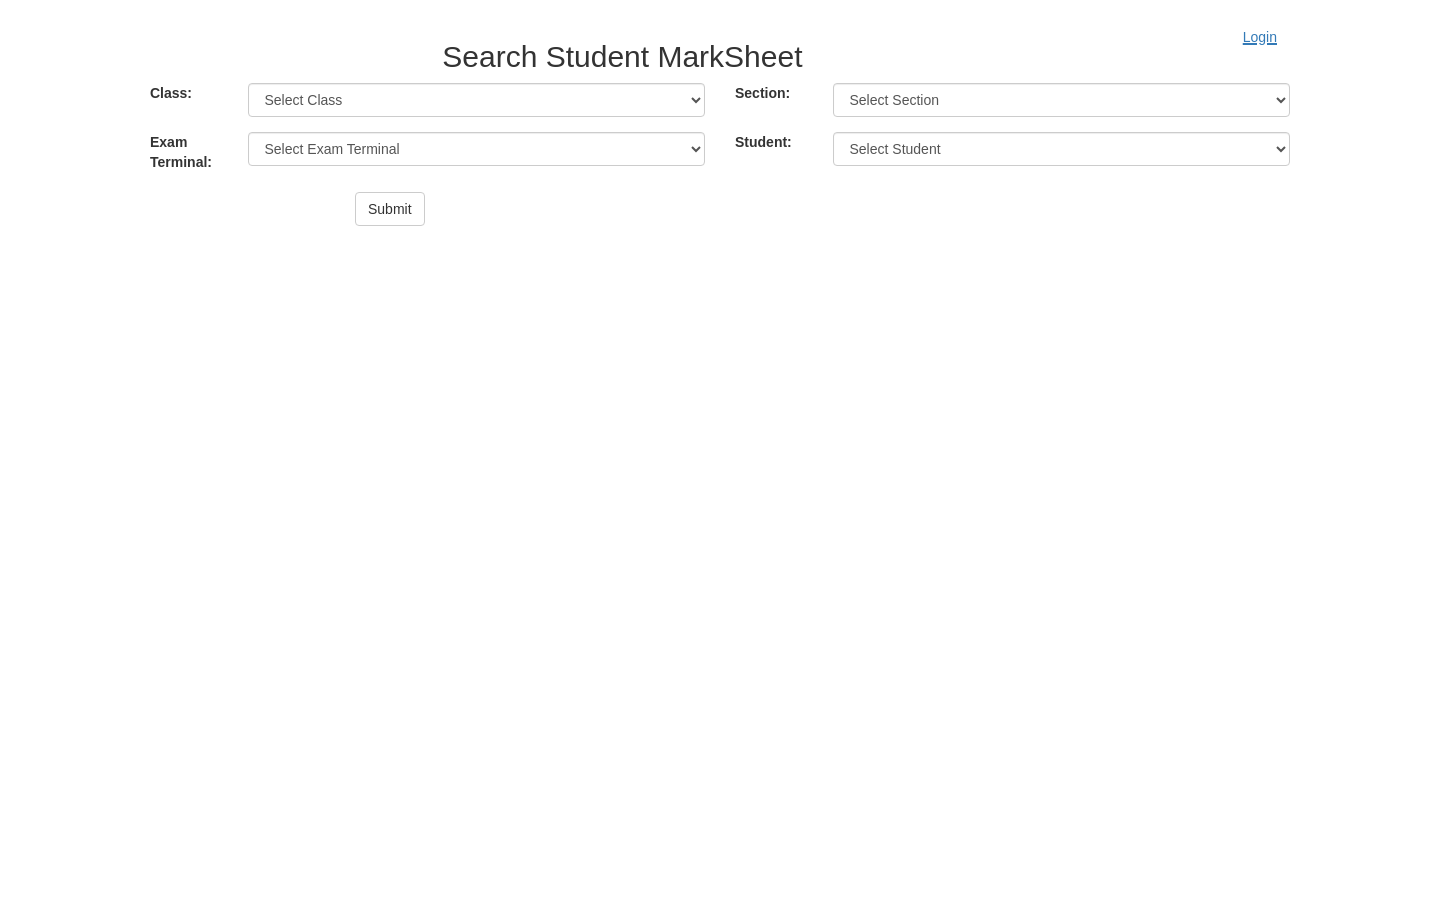 Login
Search Student MarkSheet
Class:
Select Class
Section:
Select Section
Exam
Terminal:
Select Exam Terminal
Student:
Select Student
Submit